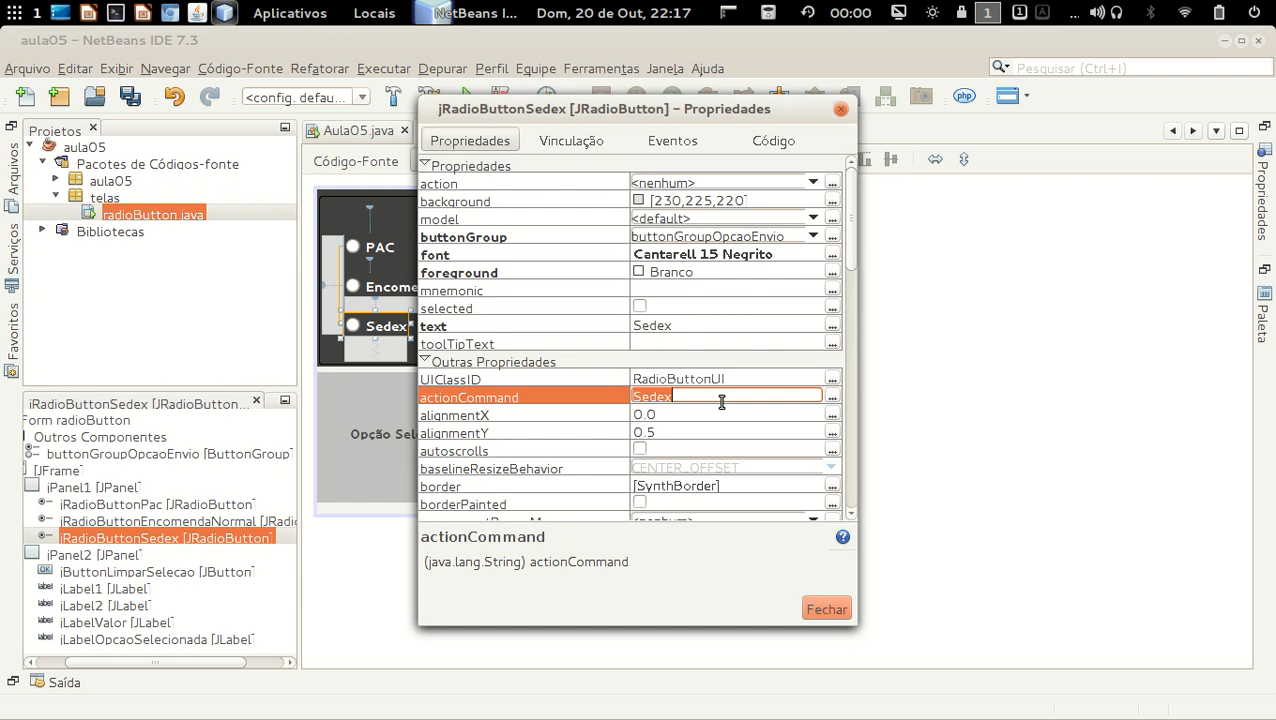 Aplicativos Locais NetBeans I... Dom, 20 de Out, 22:17 00:00 1 1 A ...
aula05 - NetBeans IDE 7.3
Arquivo Editar Exibir Navegar Código-Fonte Refatorar Executar Depurar Perfil Equipe Ferramentas Janela Ajuda
Pesquisar (Ctrl+I)
<config_defau...
php
jRadioButtonSedex [JRadioButton] - Propriedades
Propriedades Vinculação Eventos Código
Projetos
aula05
Pacotes de Códigos-fonte
aula05
telas
radioButton.java
Bibliotecas
Arquivos
Serviços
Favoritos
Aula05.java
Código-Fonte
PAC
Encome
Sedex
Opção Sel
Propriedades
action <nenhum>
background [230,225,220]
model <default>
buttonGroup buttonGroupOpcaoEnvio
font Cantarell 15 Negrito
foreground Branco
mnemonic
selected
text Sedex
toolTipText
Outras Propriedades
UIClassID RadioButtonUI
actionCommand Sedex
alignmentX 0.0
alignmentY 0.5
autoscrolls
baselineResizeBehavior CENTER_OFFSET
border [SynthBorder]
borderPainted
<nenhum>
actionCommand
(java.lang.String) actionCommand
Fechar
jRadioButtonSedex [JRadioButton]
Form radioButton
Outros Componentes
buttonGroupOpcaoEnvio [ButtonGroup]
[JFrame]
jPanel1 [JPanel]
jRadioButtonPac [JRadioButton]
jRadioButtonEncomendaNormal [JRadio
jRadioButtonSedex [JRadioButton]
jPanel2 [JPanel]
jButtonLimparSelecao [JButton]
jLabel1 [JLabel]
jLabel2 [JLabel]
jLabelValor [JLabel]
jLabelOpcaoSelecionada [JLabel]
Propriedades
Paleta
Saída